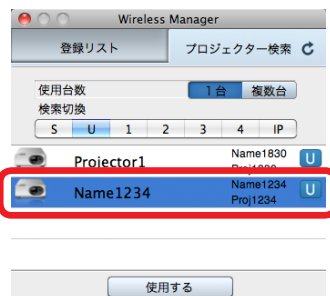 Wireless Manager
登録リスト
プロジェクター検索
使用台数
1台 複数台
検索切換
S U 1 2 3 4 IP
Projector1
Name1830
U
Name1234
Name1234
Proj1234
U
使用する